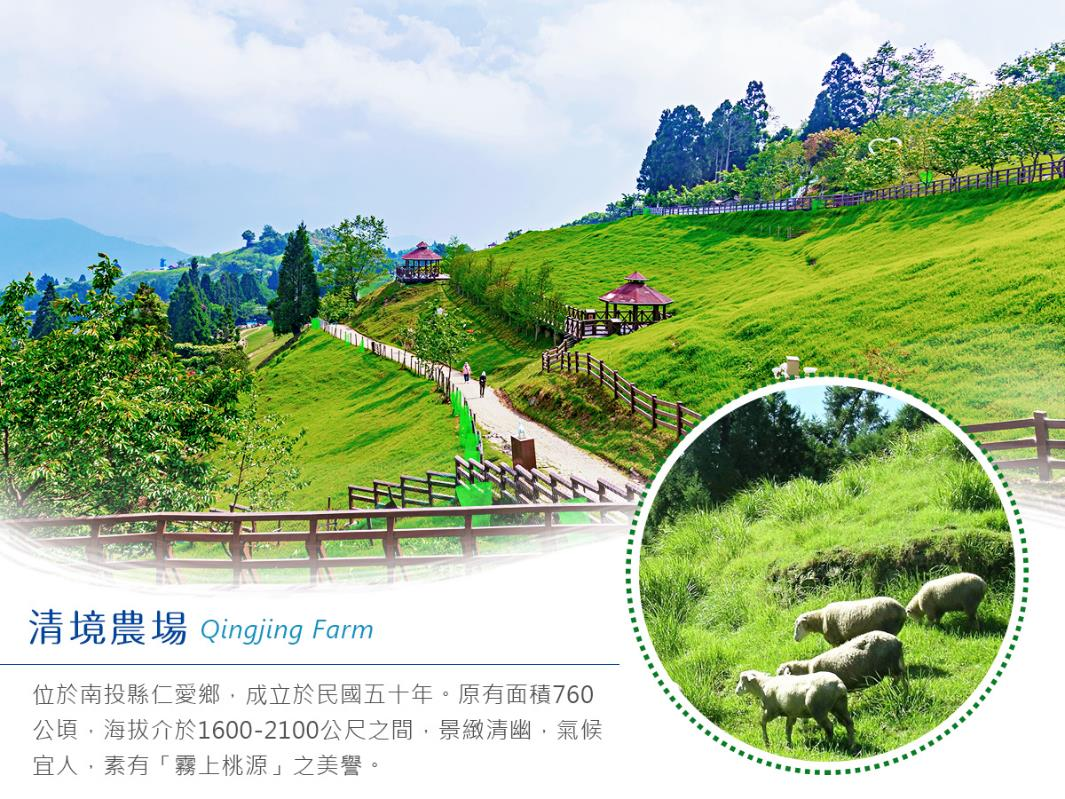 清境農場 Qingjing Farm
位於南投縣仁愛鄉，成立於民國五十年。原有面積760
公頃，海拔介於1600-2100公尺之間，景緻清幽，氣候
宜人，素有「霧上桃源」之美譽。